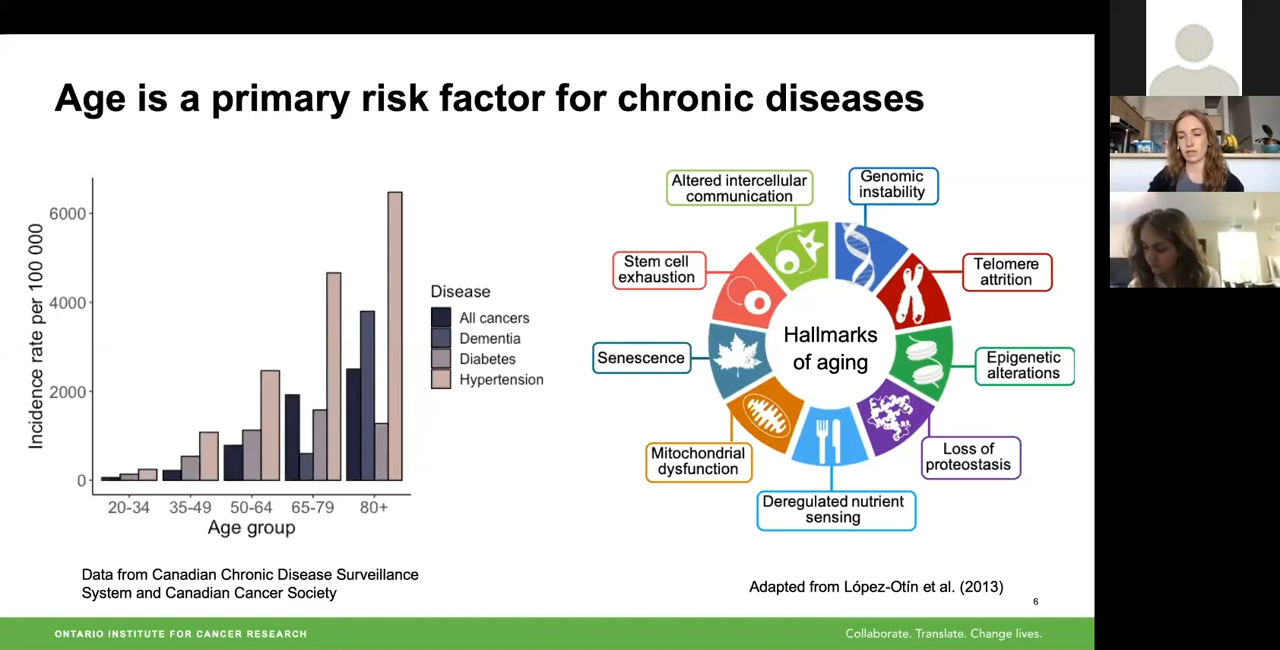 Age is a primary risk factor for chronic diseases
Incidence rate per 100 000
6000
4000
2000
0
20-34 35-49 50-64 65-79 80+
Age group
Disease
All cancers
Dementia
Diabetes
Hypertension
Data from Canadian Chronic Disease Surveillance
System and Canadian Cancer Society
Altered intercellular
communication
Genomic
instability
Stem cell
exhaustion
Telomere
attrition
Hallmarks
of aging
Senescence
Epigenetic
alterations
Mitochondrial
dysfunction
Loss of
proteostasis
Deregulated nutrient
sensing
Adapted from López-Otín et al. (2013)
6
ONTARIO INSTITUTE FOR CANCER RESEARCH
Collaborate. Translate. Change lives.